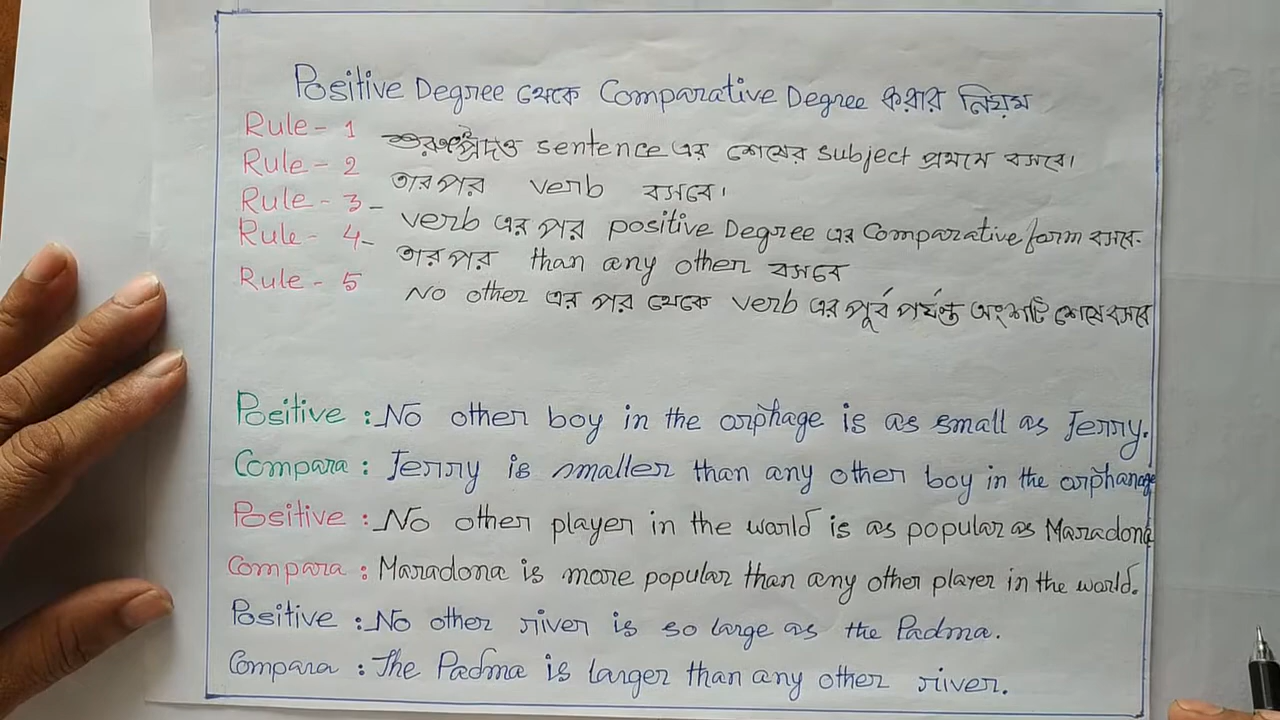 Positive Degree থেকে Comparative Degree করার নিয়ম
Rule - 1 sentence এর শেষের subject প্রথমে বসবে।
Rule - 2 তারপর verb বসবে।
Rule - 3 - verb এর পর positive Degree এর Comparative form বসবে.
Rule - 4 - তারপর than any other বসবে
Rule - 5 No other এর পর থেকে verb এর পূর্ব পর্যন্ত অংশটি শেষে বসবে
Positive : No other boy in the orphage is as small as Jerry.
Compara : Jerry is smaller than any other boy in the orphanage
Positive : No other player in the world is as popular as Maradona
Compara : Maradona is more popular than any other player in the world.
Positive : No other river is so large as the Padma.
Compara : The Padma is larger than any other river.